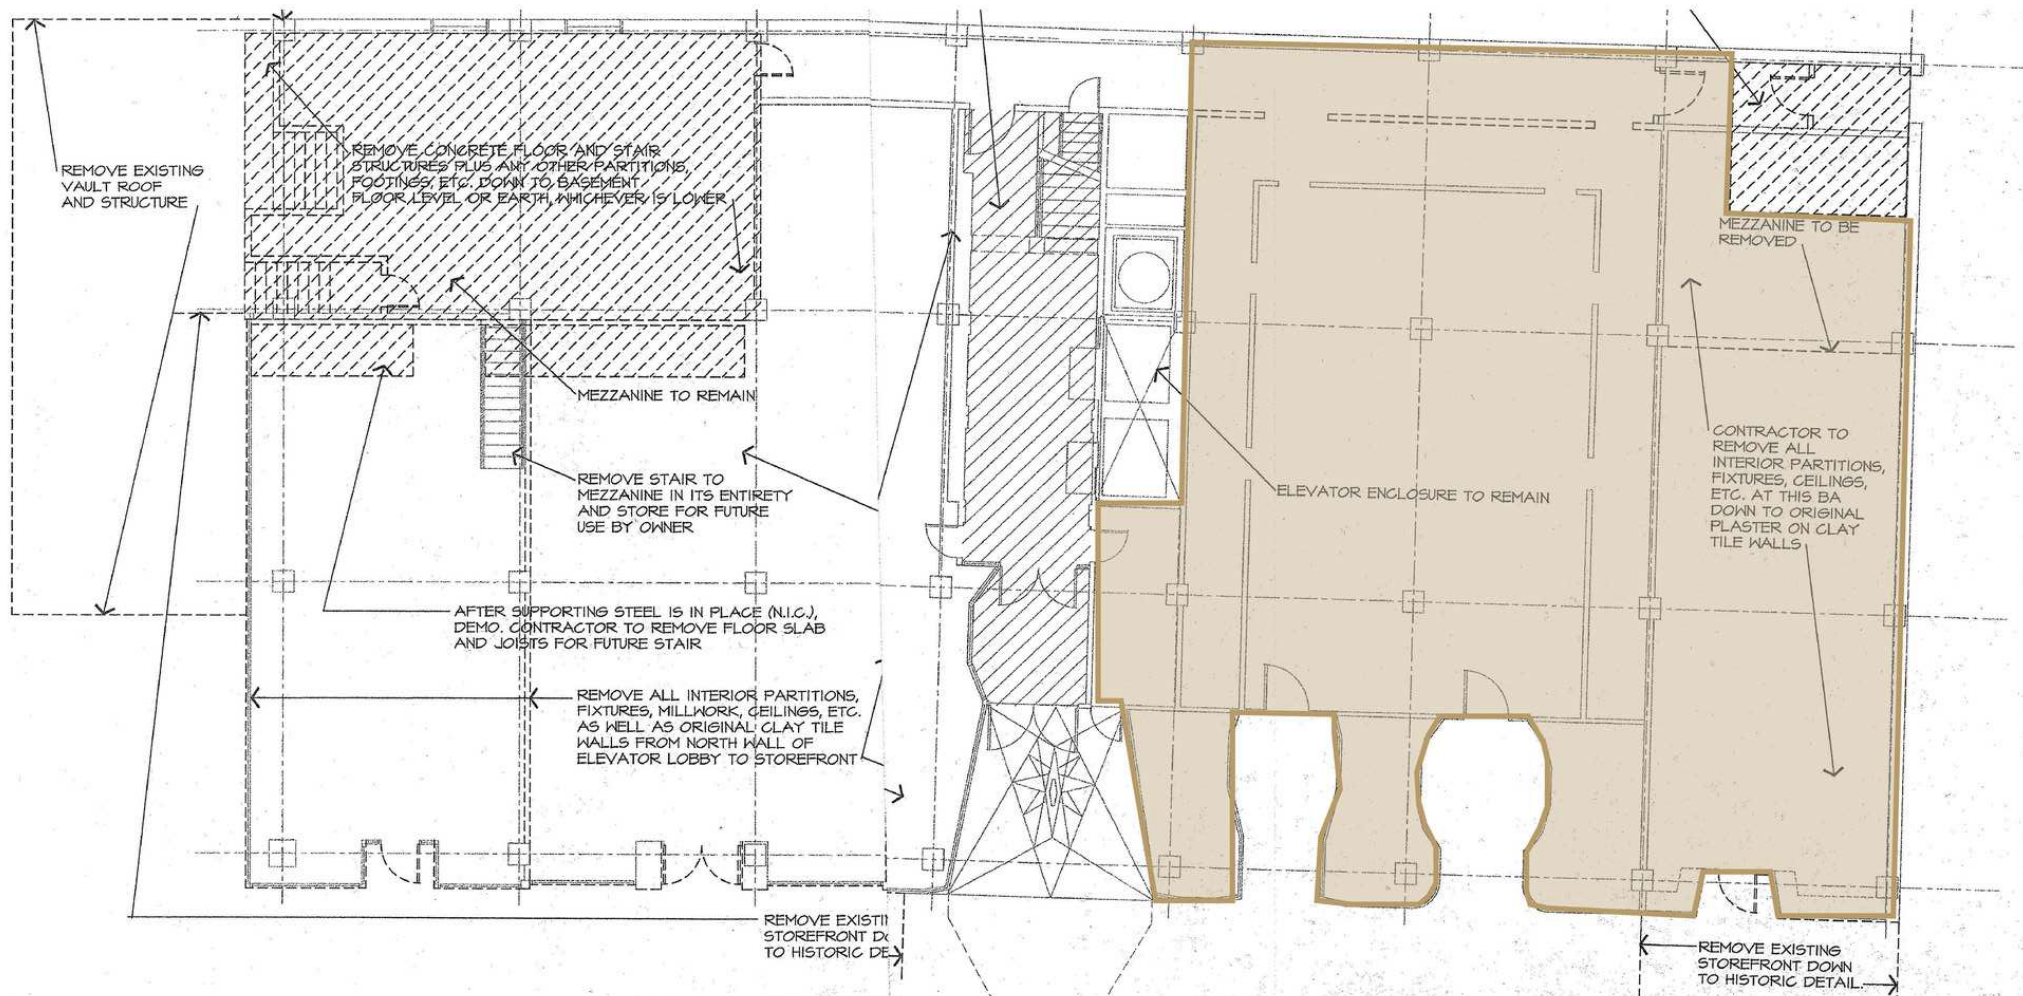 REMOVE EXISTING
VAULT ROOF
AND STRUCTURE
REMOVE CONCRETE FLOOR AND STAIR
STRUCTURES PLUS ANY OTHER PARTITIONS,
FOOTINGS, ETC. DOWN TO BASEMENT
FLOOR LEVEL OR EARTH, WHICHEVER IS LOWER
MEZZANINE TO REMAIN
REMOVE STAIR TO
MEZZANINE IN ITS ENTIRETY
AND STORE FOR FUTURE
USE BY OWNER
AFTER SUPPORTING STEEL IS IN PLACE (N.I.C.),
DEMO. CONTRACTOR TO REMOVE FLOOR SLAB
AND JOISTS FOR FUTURE STAIR
REMOVE ALL INTERIOR PARTITIONS,
FIXTURES, MILLWORK, CEILINGS, ETC.
AS WELL AS ORIGINAL CLAY TILE
WALLS FROM NORTH WALL OF
ELEVATOR LOBBY TO STOREFRONT
REMOVE EXISTI
STOREFRONT D
TO HISTORIC DE
ELEVATOR ENCLOSURE TO REMAIN
MEZZANINE TO BE
REMOVED
CONTRACTOR TO
REMOVE ALL
INTERIOR PARTITIONS,
FIXTURES, CEILINGS,
ETC. AT THIS BA
DOWN TO ORIGINAL
PLASTER ON CLAY
TILE WALLS
REMOVE EXISTING
STOREFRONT DOWN
TO HISTORIC DETAIL.